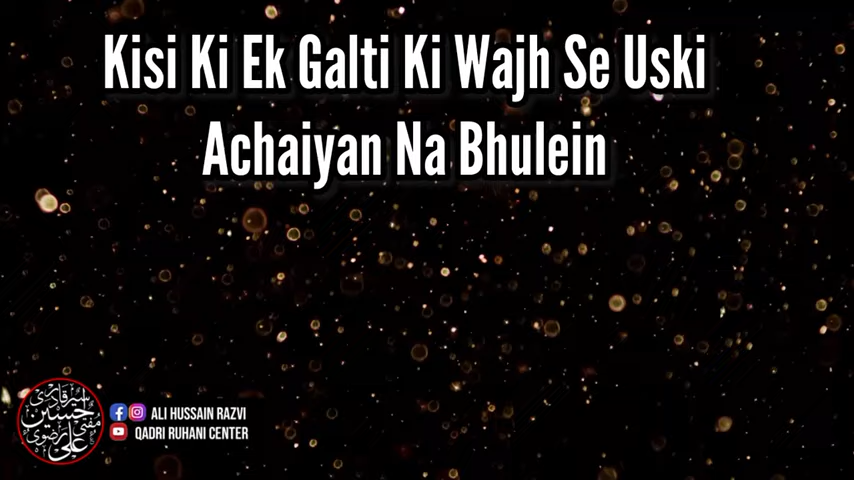 Kisi Ki Ek Galti Ki Wajh Se Uski
Achaiyan Na Bhulein
ALI HUSSAIN RAZVI
QADRI RUHANI CENTER